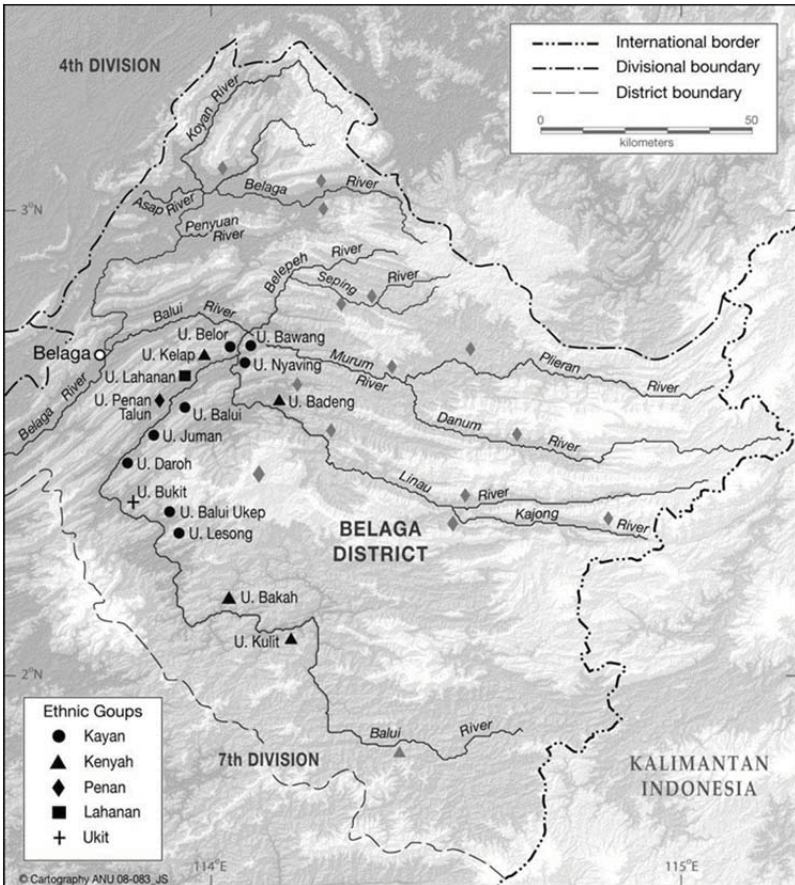 4th DIVISION
International border
Divisional boundary
District boundary
0
50
kilometers
Koyan River
3°N
Asap River
Belaga
River
Penyuan
River
Belepeh
River
Seping
River
Balui
River
U. Belor
U. Bawang
Belaga
U. Kelap
U. Nyaving
Murum
River
Plieran
River
U. Lahanan
U. Penan
Talun
U. Balui
U. Badeng
Belaga River
U. Juman
Danum
River
U. Daroh
Linau
River
U. Bukit
U. Balui Ukep
Kajong
River
U. Lesong
BELAGA
DISTRICT
U. Bakah
U. Kulit
2°N
Balui
River
Ethnic Goups
Kayan
Kenyah
Penan
Lahanan
Ukit
7th DIVISION
KALIMANTAN
INDONESIA
114°E
115°E
© Cartography ANU 08-083_JS